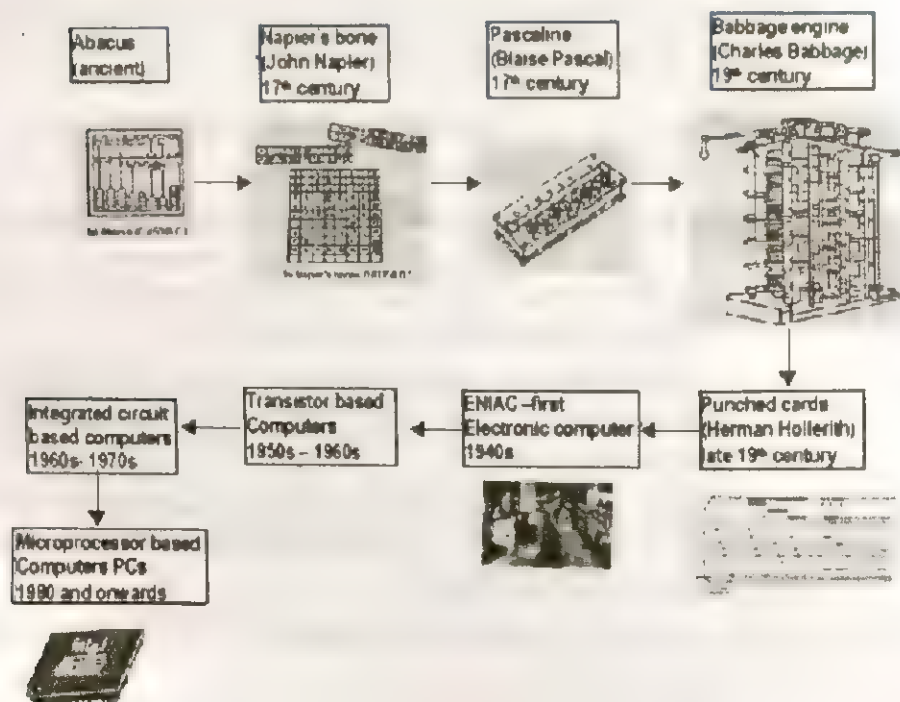 Abacus
(ancient)
Napier's bone
(John Napier)
17th century
Pascaline
(Blaise Pascal)
17th century
Babbage engine
(Charles Babbage)
19th century
Punched cards
(Herman Hollerith)
late 19th century
ENIAC –first
Electronic computer
1940s
Transistor based
Computers
1950s – 1960s
Integrated circuit
based computers
1960s- 1970s
Microprocessor based
Computers PCs
1980 and onwards